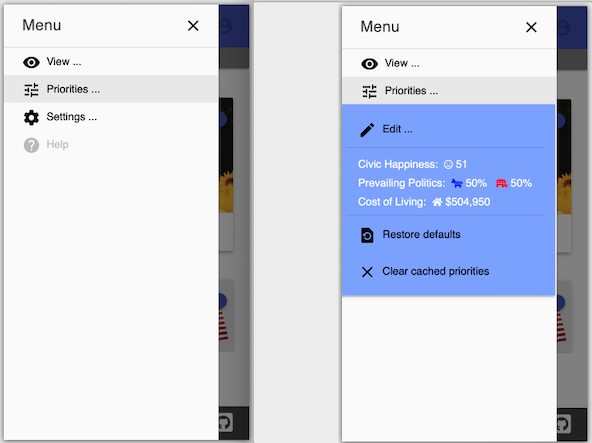 Menu
View ...
Priorities ...
Settings ...
Help
Menu
View ...
Priorities ...
Edit ...
Civic Happiness: 51
Prevailing Politics: 50% 50%
Cost of Living: $504,950
Restore defaults
Clear cached priorities